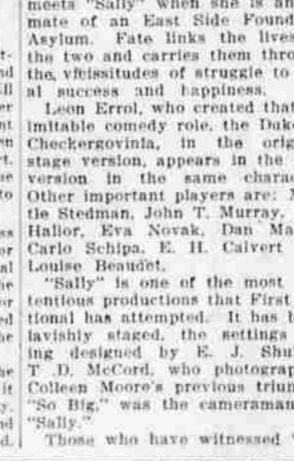 meets "Sally" when she is an
mate of an East Side Found
Asylum. Fate links the lives
the two and carries them thro
the, vicissitudes of struggle to
al success and happiness.
Leon Errol, who created that
imitable comedy role, the Duk
Checkergovinia, in the orig
stage version, appears in the
version in the same charac
Other important players are:
tle Stedman, John T. Murray,
Hallor, Eva Novak, Dan Ma
Carlo Schipa, E. H. Calvert
Louise Beaudet.
"Sally" is one of the most
tentious productions that First
tional has attempted. It has b
lavishly staged, the settings
ing designed by E. J. Shu
T .D. McCord, who photograp
Colleen Moore's previous triun
"So Big," was the cameraman
"Sally."
Those who have witnessed